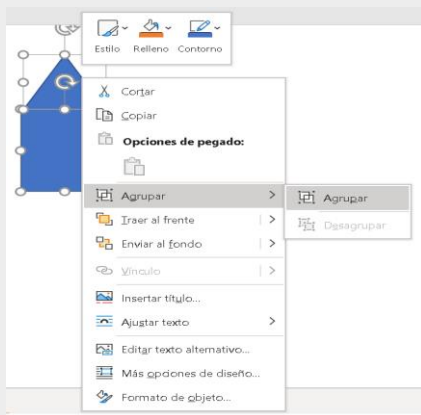 Estilo Relleno Contorno
Cortar
Copiar
Opciones de pegado:
Agrupar
Agrupar
Traer al frente
Desagrupar
Enviar al fondo
Vínculo
Insertar título...
Ajustar texto
Editar texto alternativo...
Más opciones de diseño...
Formato de objeto...